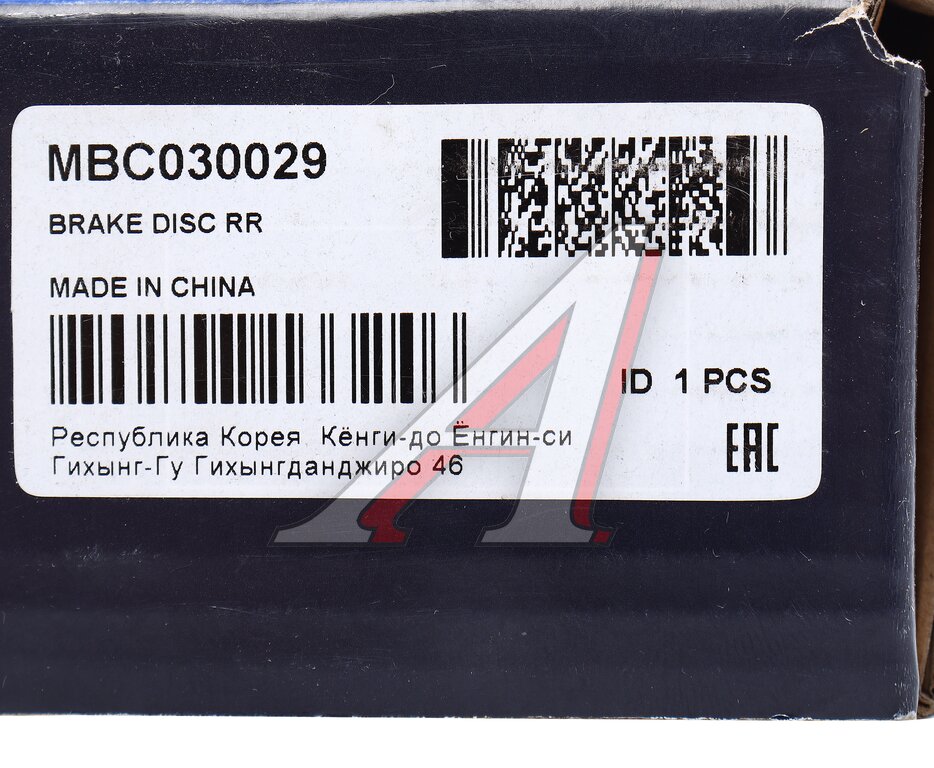 MBC030029
BRAKE DISC RR
MADE IN CHINA
ID 1 PCS
Республика Корея Кёнги-до Ёнгин-си
Гихынг-Гу Гихынгданджиро 46
EAC